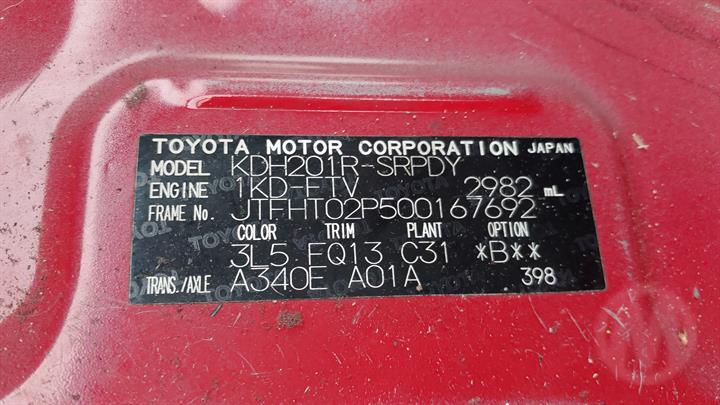 TOYOTA MOTOR CORPORATION JAPAN
MODEL KDH201R-SRPDY
ENGINE 1KD-FTV 2982 mL
FRAME No. JTFHT02P500167692
COLOR TRIM PLANT OPTION
3L5 FQ13 C31 *B**
TRANS./AXLE A340E A01A 398